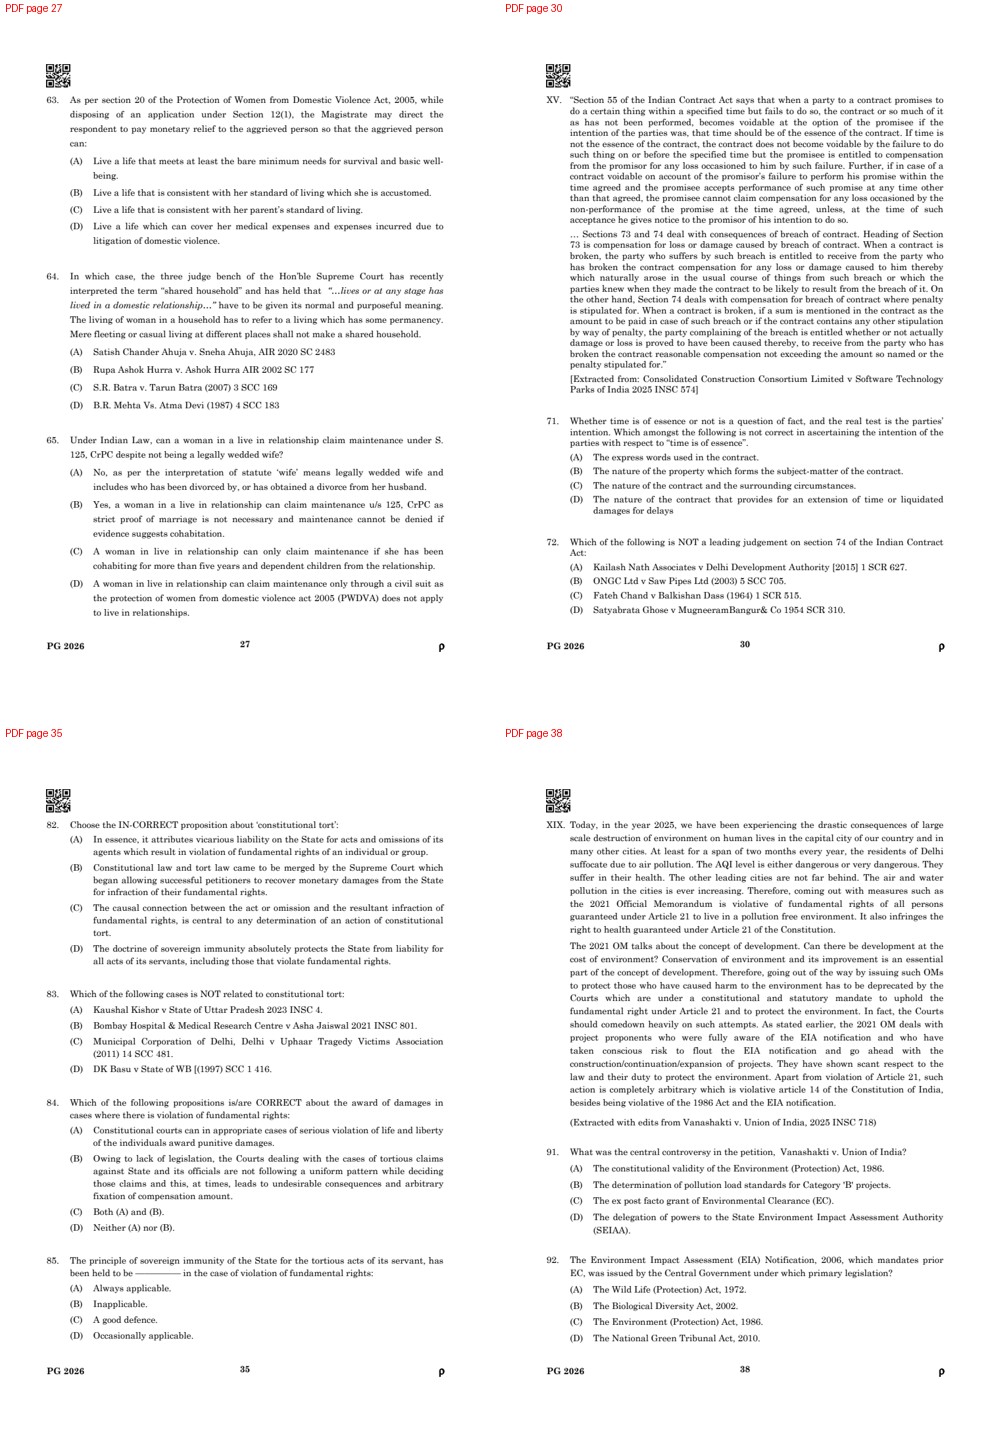 PDF page 27
63. As per section 20 of the Protection of Women from Domestic Violence Act, 2005, while
disposing of an application under Section 12(1), the Magistrate may direct the
respondent to pay monetary relief to the aggrieved person so that the aggrieved person
can:
(A) Live a life that meets at least the bare minimum needs for survival and basic well-
being.
(B) Live a life that is consistent with her standard of living which she is accustomed.
(C) Live a life that is consistent with her parent's standard of living.
(D) Live a life which can cover her medical expenses and expenses incurred due to
litigation of domestic violence.
64. In which case, the three judge bench of the Hon'ble Supreme Court has recently
interpreted the term “shared household” and has held that “…lives or at any stage has
lived in a domestic relationship…” have to be given its normal and purposeful meaning.
The living of woman in a household has to refer to a living which has some permanency.
Mere fleeting or casual living at different places shall not make a shared household.
(A) Satish Chander Ahuja v. Sneha Ahuja, AIR 2020 SC 2483
(B) Rupa Ashok Hurra v. Ashok Hurra AIR 2002 SC 177
(C) S.R. Batra v. Tarun Batra (2007) 3 SCC 169
(D) B.R. Mehta Vs. Atma Devi (1987) 4 SCC 183
65. Under Indian Law, can a woman in a live in relationship claim maintenance under S.
125, CrPC despite not being a legally wedded wife?
(A) No, as per the interpretation of statute ‘wife’ means legally wedded wife and
includes who has been divorced by, or has obtained a divorce from her husband.
(B) Yes, a woman in a live in relationship can claim maintenance u/s 125, CrPC as
strict proof of marriage is not necessary and maintenance cannot be denied if
evidence suggests cohabitation.
(C) A woman in live in relationship can only claim maintenance if she has been
cohabiting for more than five years and dependent children from the relationship.
(D) A woman in live in relationship can claim maintenance only through a civil suit as
the protection of women from domestic violence act 2005 (PWDVA) does not apply
to live in relationships.
PG 2026 27 ρ
PDF page 30
XV. “Section 55 of the Indian Contract Act says that when a party to a contract promises to
do a certain thing within a specified time but fails to do so, the contract or so much of it
as has not been performed, becomes voidable at the option of the promisee if the
intention of the parties was, that time should be of the essence of the contract. If time is
not the essence of the contract, the contract does not become voidable by the failure to do
such thing on or before the specified time but the promisee is entitled to compensation
from the promisor for any loss occasioned to him by such failure. Further, if in case of a
contract voidable on account of the promisor's failure to perform his promise within the
time agreed and the promisee accepts performance of such promise at any time other
than that agreed, the promisee cannot claim compensation for any loss occasioned by the
non-performance of the promise at the time agreed, unless, at the time of such
acceptance he gives notice to the promisor of his intention to do so.
… Sections 73 and 74 deal with consequences of breach of contract. Heading of Section
73 is compensation for loss or damage caused by breach of contract. When a contract is
broken, the party who suffers by such breach is entitled to receive from the party who
has broken the contract compensation for any loss or damage caused to him thereby
which naturally arose in the usual course of things from such breach or which the
parties knew when they made the contract to be likely to result from the breach of it. On
the other hand, Section 74 deals with compensation for breach of contract where penalty
is stipulated for. When a contract is broken, if a sum is mentioned in the contract as the
amount to be paid in case of such breach or if the contract contains any other stipulation
by way of penalty, the party complaining of the breach is entitled whether or not actually
damage or loss is proved to have been caused thereby, to receive from the party who has
broken the contract reasonable compensation not exceeding the amount so named or the
penalty stipulated for.”
[Extracted from: Consolidated Construction Consortium Limited v Software Technology
Parks of India 2025 INSC 574]
71. Whether time is of essence or not is a question of fact, and the real test is the parties'
intention. Which amongst the following is not correct in ascertaining the intention of the
parties with respect to “time is of essence”.
(A) The express words used in the contract.
(B) The nature of the property which forms the subject-matter of the contract.
(C) The nature of the contract and the surrounding circumstances.
(D) The nature of the contract that provides for an extension of time or liquidated
damages for delays
72. Which of the following is NOT a leading judgement on section 74 of the Indian Contract
Act:
(A) Kailash Nath Associates v Delhi Development Authority [2015] 1 SCR 627.
(B) ONGC Ltd v Saw Pipes Ltd (2003) 5 SCC 705.
(C) Fateh Chand v Balkishan Dass (1964) 1 SCR 515.
(D) Satyabrata Ghose v MugneeramBangur& Co 1954 SCR 310.
PG 2026 30 ρ
PDF page 35
82. Choose the IN-CORRECT proposition about ‘constitutional tort’:
(A) In essence, it attributes vicarious liability on the State for acts and omissions of its
agents which result in violation of fundamental rights of an individual or group.
(B) Constitutional law and tort law came to be merged by the Supreme Court which
began allowing successful petitioners to recover monetary damages from the State
for infraction of their fundamental rights.
(C) The causal connection between the act or omission and the resultant infraction of
fundamental rights, is central to any determination of an action of constitutional
tort.
(D) The doctrine of sovereign immunity absolutely protects the State from liability for
all acts of its servants, including those that violate fundamental rights.
83. Which of the following cases is NOT related to constitutional tort:
(A) Kaushal Kishor v State of Uttar Pradesh 2023 INSC 4.
(B) Bombay Hospital & Medical Research Centre v Asha Jaiswal 2021 INSC 801.
(C) Municipal Corporation of Delhi, Delhi v Uphaar Tragedy Victims Association
(2011) 14 SCC 481.
(D) DK Basu v State of WB [(1997) SCC 1 416.
84. Which of the following propositions is/are CORRECT about the award of damages in
cases where there is violation of fundamental rights:
(A) Constitutional courts can in appropriate cases of serious violation of life and liberty
of the individuals award punitive damages.
(B) Owing to lack of legislation, the Courts dealing with the cases of tortious claims
against State and its officials are not following a uniform pattern while deciding
those claims and this, at times, leads to undesirable consequences and arbitrary
fixation of compensation amount.
(C) Both (A) and (B).
(D) Neither (A) nor (B).
85. The principle of sovereign immunity of the State for the tortious acts of its servant, has
been held to be ————— in the case of violation of fundamental rights:
(A) Always applicable.
(B) Inapplicable.
(C) A good defence.
(D) Occasionally applicable.
PG 2026 35 ρ
PDF page 38
XIX. Today, in the year 2025, we have been experiencing the drastic consequences of large
scale destruction of environment on human lives in the capital city of our country and in
many other cities. At least for a span of two months every year, the residents of Delhi
suffocate due to air pollution. The AQI level is either dangerous or very dangerous. They
suffer in their health. The other leading cities are not far behind. The air and water
pollution in the cities is ever increasing. Therefore, coming out with measures such as
the 2021 Official Memorandum is violative of fundamental rights of all persons
guaranteed under Article 21 to live in a pollution free environment. It also infringes the
right to health guaranteed under Article 21 of the Constitution.
The 2021 OM talks about the concept of development. Can there be development at the
cost of environment? Conservation of environment and its improvement is an essential
part of the concept of development. Therefore, going out of the way by issuing such OMs
to protect those who have caused harm to the environment has to be deprecated by the
Courts which are under a constitutional and statutory mandate to uphold the
fundamental right under Article 21 and to protect the environment. In fact, the Courts
should comedown heavily on such attempts. As stated earlier, the 2021 OM deals with
project proponents who were fully aware of the EIA notification and who have
taken conscious risk to flout the EIA notification and go ahead with the
construction/continuation/expansion of projects. They have shown scant respect to the
law and their duty to protect the environment. Apart from violation of Article 21, such
action is completely arbitrary which is violative article 14 of the Constitution of India,
besides being violative of the 1986 Act and the EIA notification.
(Extracted with edits from Vanashakti v. Union of India, 2025 INSC 718)
91. What was the central controversy in the petition, Vanashakti v. Union of India?
(A) The constitutional validity of the Environment (Protection) Act, 1986.
(B) The determination of pollution load standards for Category 'B' projects.
(C) The ex post facto grant of Environmental Clearance (EC).
(D) The delegation of powers to the State Environment Impact Assessment Authority
(SEIAA).
92. The Environment Impact Assessment (EIA) Notification, 2006, which mandates prior
EC, was issued by the Central Government under which primary legislation?
(A) The Wild Life (Protection) Act, 1972.
(B) The Biological Diversity Act, 2002.
(C) The Environment (Protection) Act, 1986.
(D) The National Green Tribunal Act, 2010.
PG 2026 38 ρ